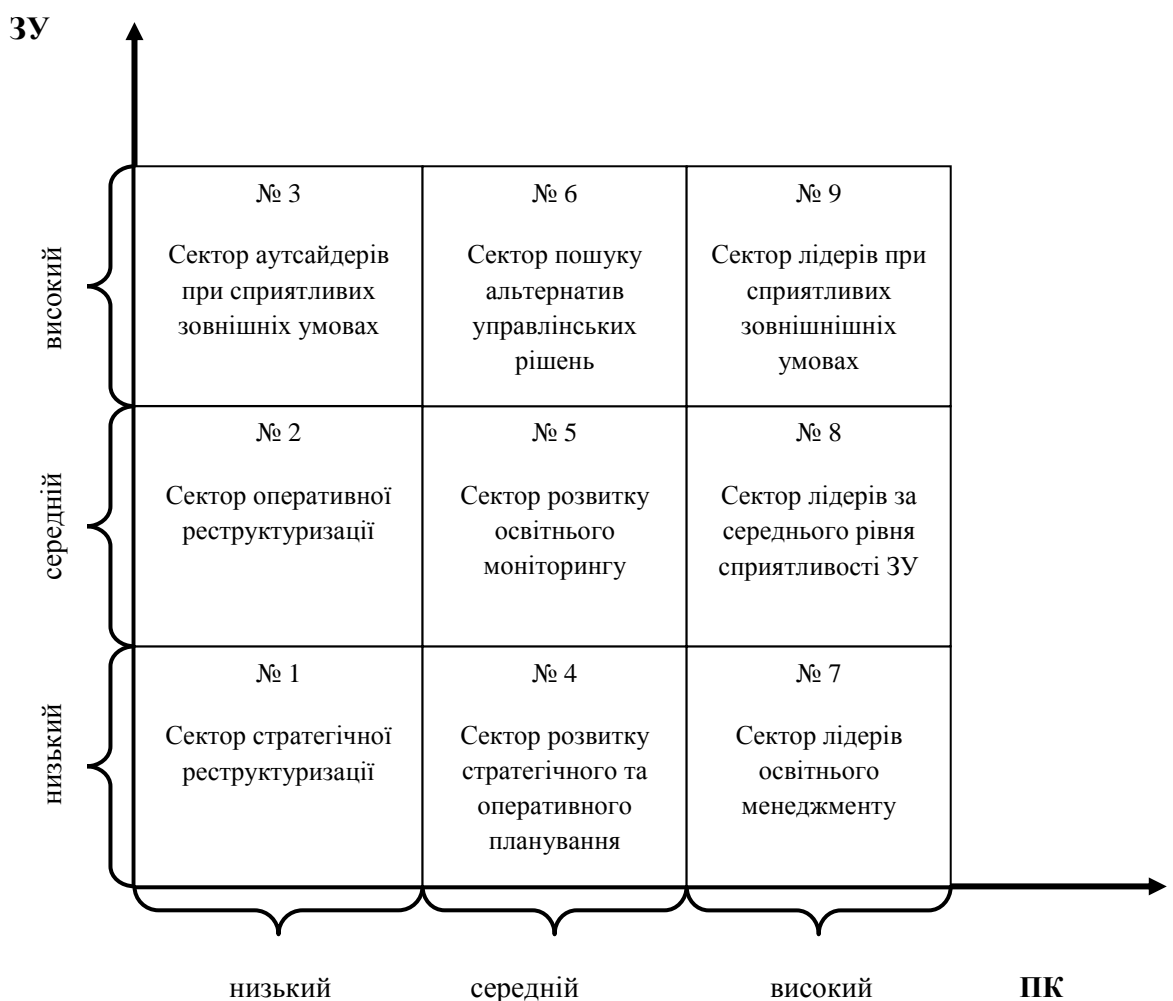 ЗУ
високий
№ 3
Сектор аутсайдерів
при сприятливих
зовнішніх умовах
№ 6
Сектор пошуку
альтернатив
управлінських
рішень
№ 9
Сектор лідерів при
сприятливих
зовнішнішніх
умовах
середній
№ 2
Сектор оперативної
реструктуризації
№ 5
Сектор розвитку
освітнього
моніторингу
№ 8
Сектор лідерів за
середнього рівня
сприятливості ЗУ
низький
№ 1
Сектор стратегічної
реструктуризації
№ 4
Сектор розвитку
стратегічного та
оперативного
планування
№ 7
Сектор лідерів
освітнього
менеджменту
низький
середній
високий
ПК